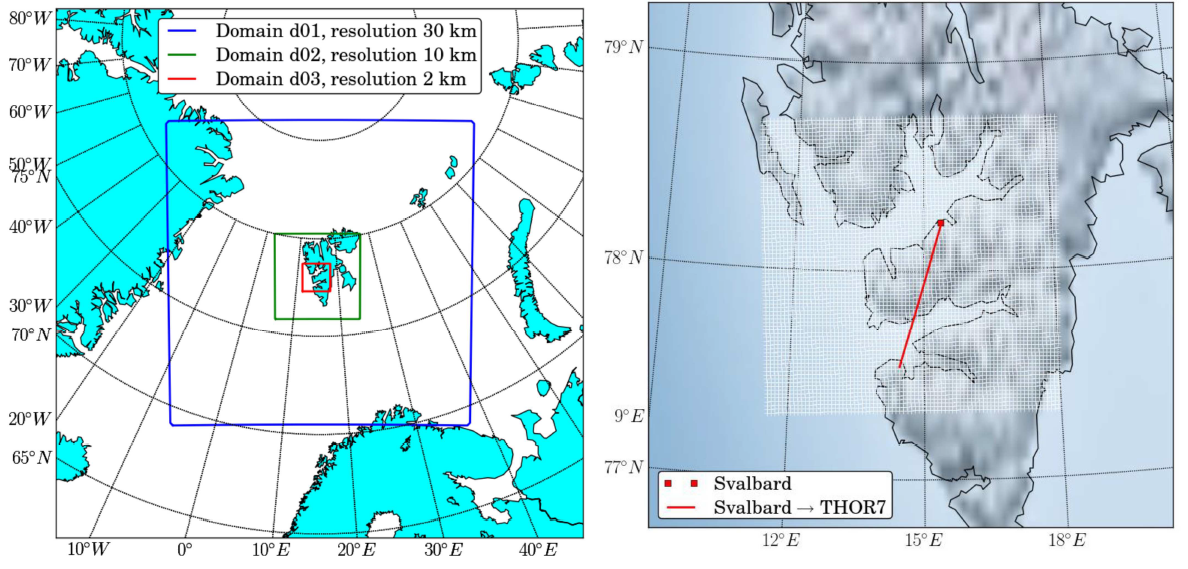 80°W
70°W
60°W
50°W
75°N
40°W
30°W
70°N
20°W
65°N
10°W
0°
10°E
20°E
30°E
40°E
Domain d01, resolution 30 km
Domain d02, resolution 10 km
Domain d03, resolution 2 km
79°N
78°N
9°E
77°N
12°E
15°E
18°E
Svalbard
Svalbard → THOR7